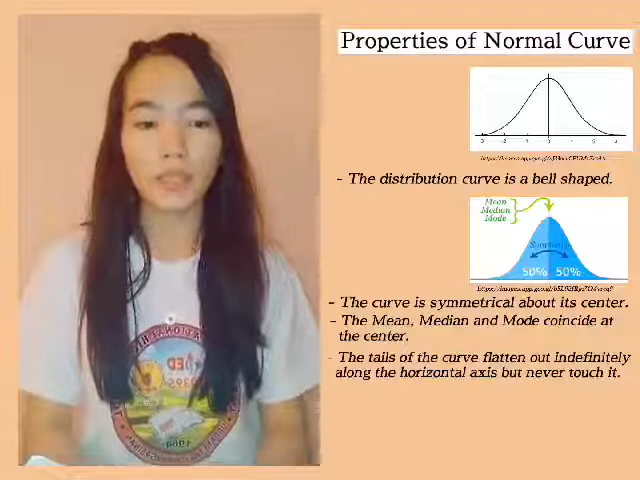 Properties of Normal Curve
- The distribution curve is a bell shaped.
Mean
Median
Mode
Symmetry
50% 50%
- The curve is symmetrical about its center.
- The Mean, Median and Mode coincide at
the center.
- The tails of the curve flatten out indefinitely
along the horizontal axis but never touch it.